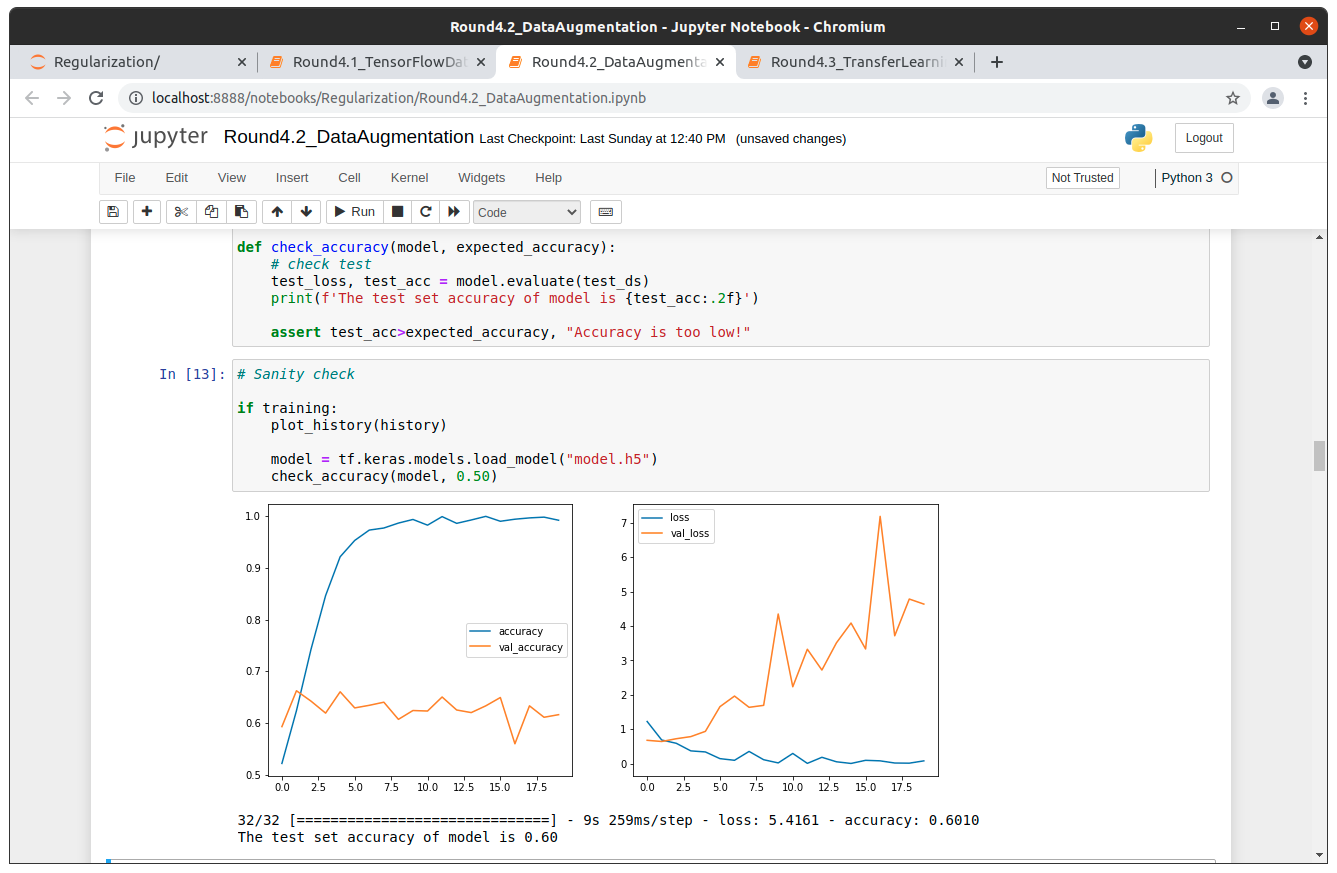 Round4.2_DataAugmentation - Jupyter Notebook - Chromium
Regularization/
Round4.1_TensorFlowDat
Round4.2_DataAugmenta
Round4.3_TransferLearni
localhost:8888/notebooks/Regularization/Round4.2_DataAugmentation.ipynb
jupyter Round4.2_DataAugmentation Last Checkpoint: Last Sunday at 12:40 PM (unsaved changes)
Logout
File Edit View Insert Cell Kernel Widgets Help
Not Trusted
Python 3
Run
Code
def check_accuracy(model, expected_accuracy):
# check test
test_loss, test_acc = model.evaluate(test_ds)
print(f'The test set accuracy of model is {test_acc:.2f}')
assert test_acc>expected_accuracy, "Accuracy is too low!"
In [13]:
# Sanity check
if training:
plot_history(history)
model = tf.keras.models.load_model("model.h5")
check_accuracy(model, 0.50)
1.0
0.9
0.8
0.7
0.6
0.5
0.0 2.5 5.0 7.5 10.0 12.5 15.0 17.5
accuracy
val_accuracy
7
6
5
4
3
2
1
0
0.0 2.5 5.0 7.5 10.0 12.5 15.0 17.5
loss
val_loss
32/32 [==============================] - 9s 259ms/step - loss: 5.4161 - accuracy: 0.6010
The test set accuracy of model is 0.60